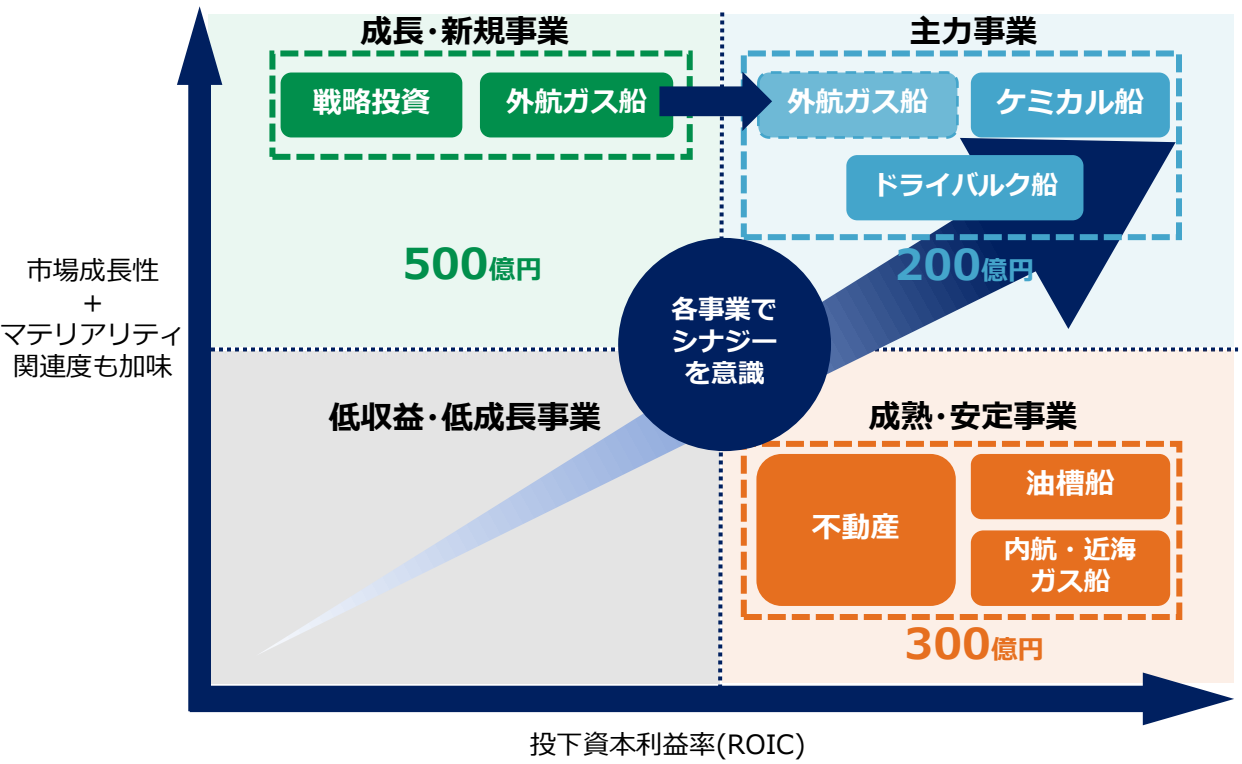 成長・新規事業
戦略投資
外航ガス船
500億円
主力事業
外航ガス船
ケミカル船
ドライバルク船
200億円
市場成長性
+
マテリアリティ
関連度も加味
各事業で
シナジー
を意識
低収益・低成長事業
成熟・安定事業
不動産
油槽船
内航・近海
ガス船
300億円
投下資本利益率(ROIC)